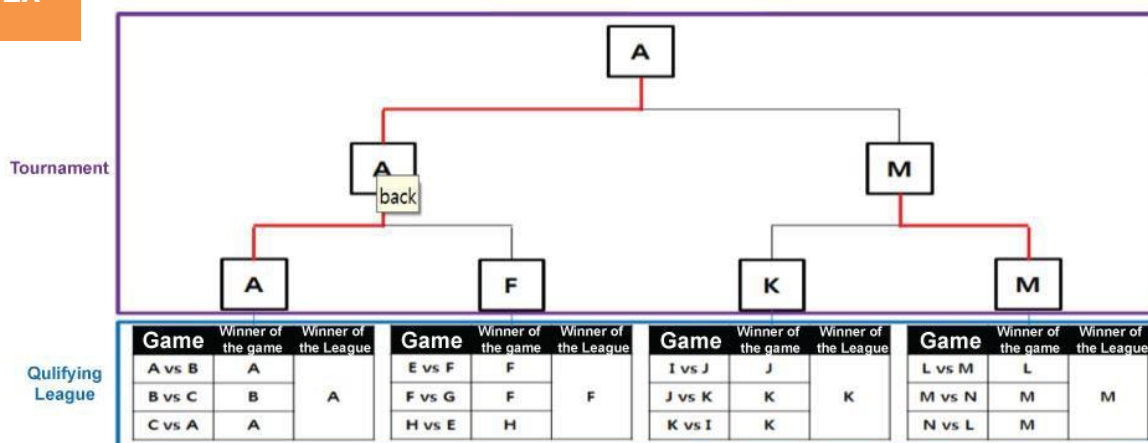 A
Tournament
A
M
back
A
F
K
M
Qulifying
League
Game Winner of the game Winner of the League
A vs B A
B vs C B A
C vs A A
Game Winner of the game Winner of the League
E vs F F
F vs G F F
H vs E H
Game Winner of the game Winner of the League
I vs J J
J vs K K K
K vs I K
Game Winner of the game Winner of the League
L vs M L
M vs N M M
N vs L M